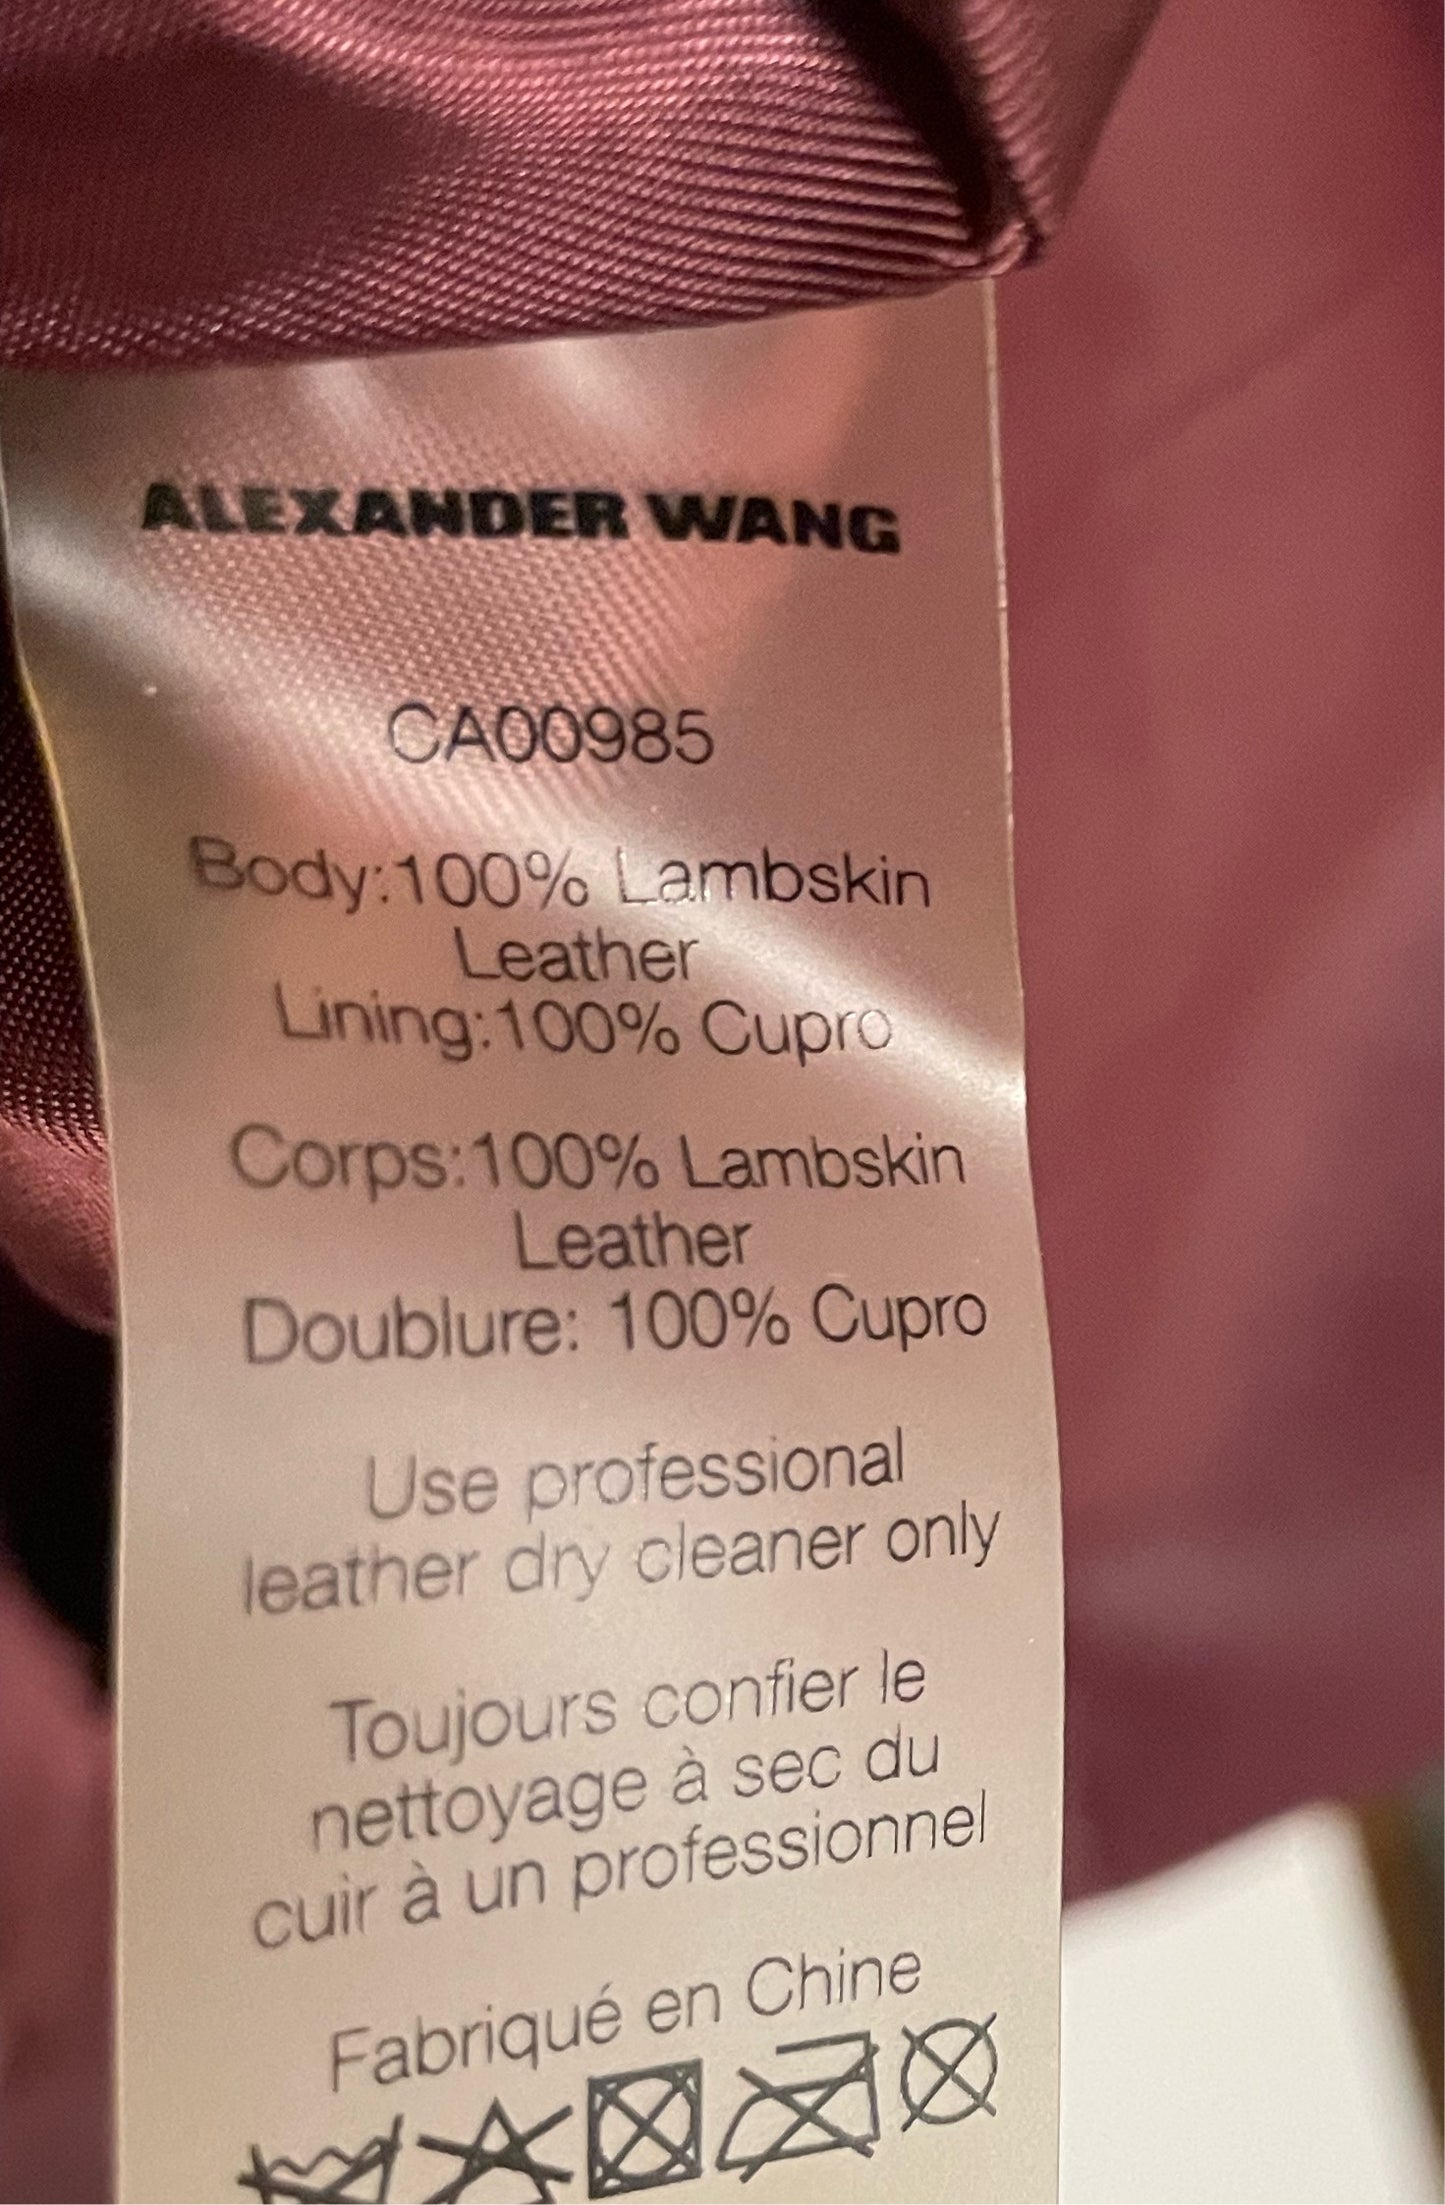 ALEXANDER WANG
CA00985
Body:100% Lambskin
Leather
Lining:100% Cupro
Corps:100% Lambskin
Leather
Doublure: 100% Cupro
Use professional
leather dry cleaner only
Toujours confier le
nettoyage à sec du
cuir à un professionnel
Fabriqué en Chine